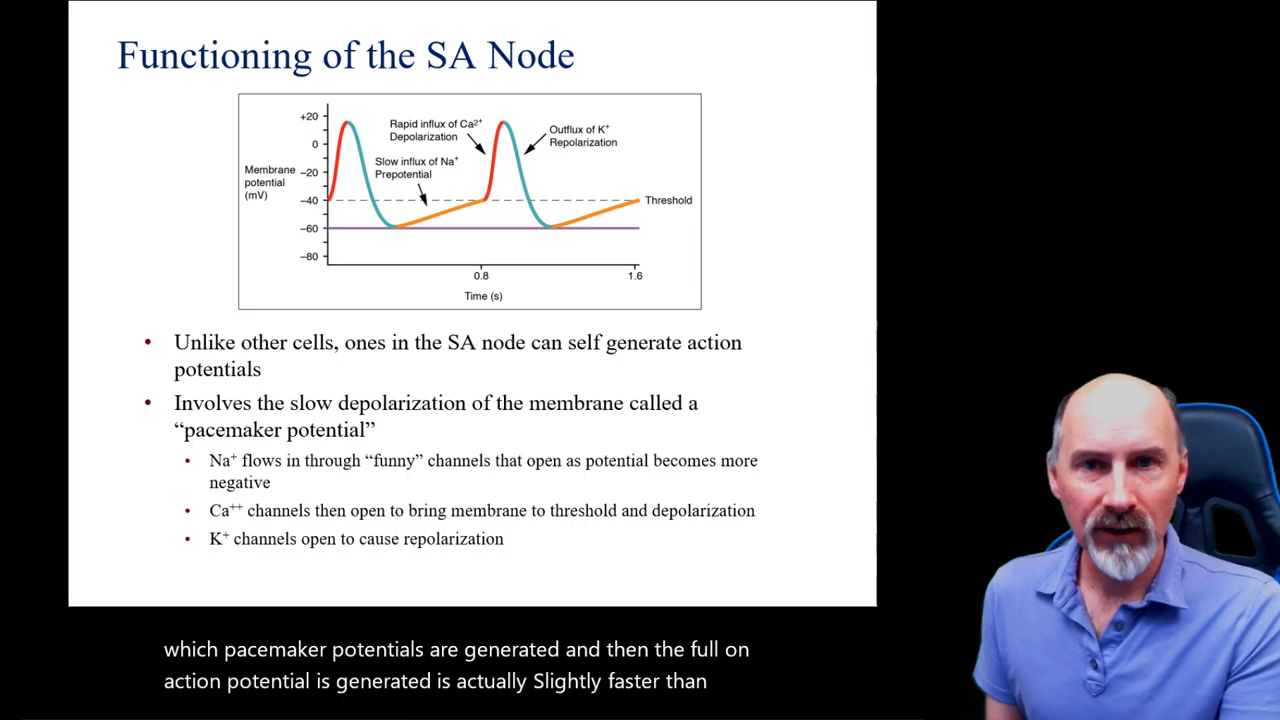 Functioning of the SA Node
+20
0
−20
−40
−60
−80
Membrane
potential
(mV)
Rapid influx of Ca²⁺
Depolarization
Slow influx of Na⁺
Prepotential
Outflux of K⁺
Repolarization
Threshold
0.8
1.6
Time (s)
• Unlike other cells, ones in the SA node can self generate action
potentials
• Involves the slow depolarization of the membrane called a
“pacemaker potential”
• Na⁺ flows in through “funny” channels that open as potential becomes more
negative
• Ca⁺⁺ channels then open to bring membrane to threshold and depolarization
• K⁺ channels open to cause repolarization
which pacemaker potentials are generated and then the full on
action potential is generated is actually Slightly faster than